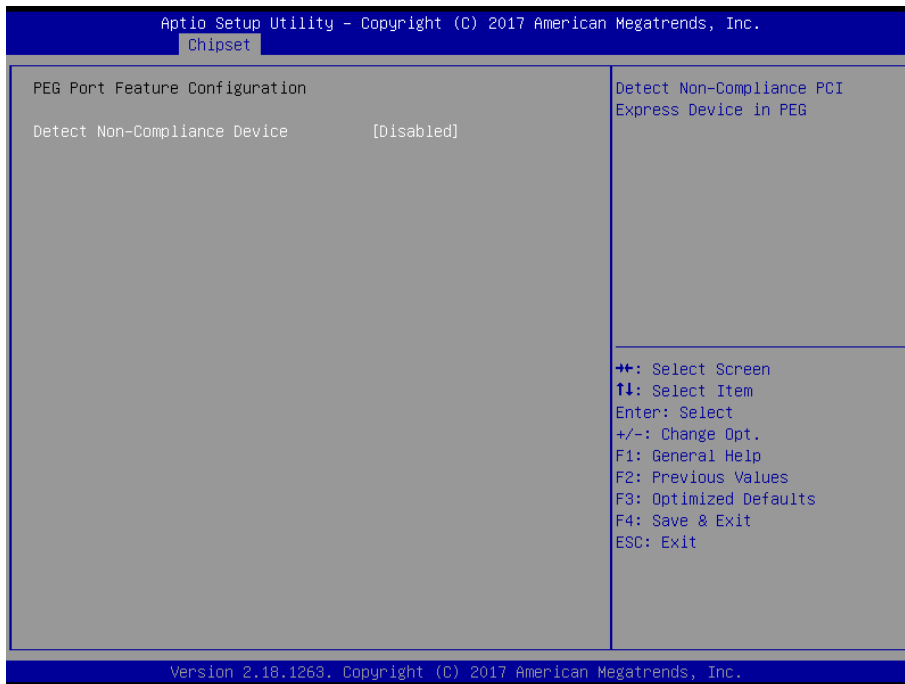 Aptio Setup Utility – Copyright (C) 2017 American Megatrends, Inc.
Chipset
PEG Port Feature Configuration
Detect Non-Compliance Device [Disabled]
Detect Non-Compliance PCI
Express Device in PEG
→←: Select Screen
↑↓: Select Item
Enter: Select
+/-: Change Opt.
F1: General Help
F2: Previous Values
F3: Optimized Defaults
F4: Save & Exit
ESC: Exit
Version 2.18.1263. Copyright (C) 2017 American Megatrends, Inc.